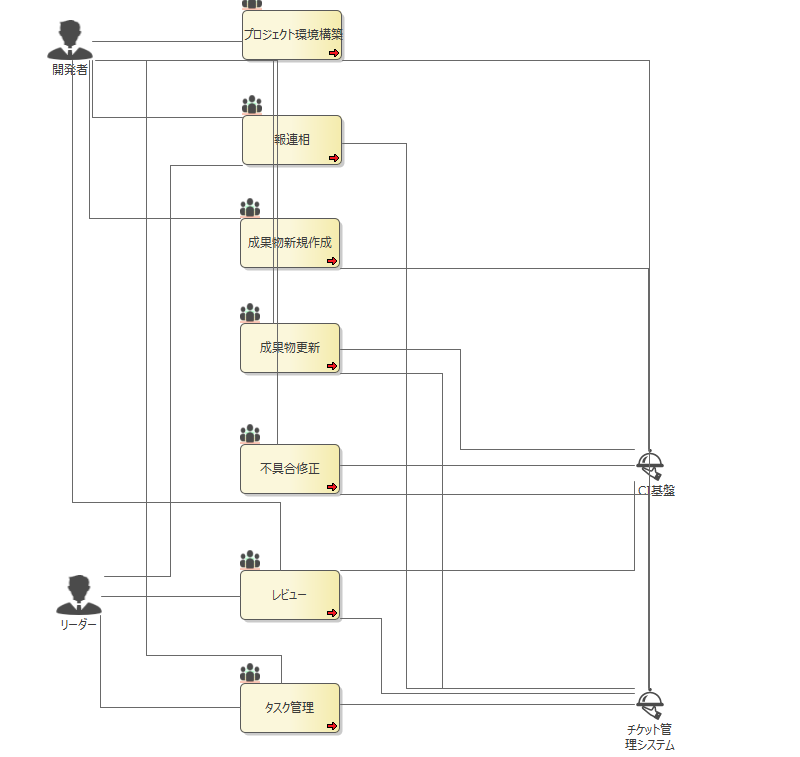 プロジェクト環境構築
開発者
報連相
成果物新規作成
成果物更新
不具合修正
CI基盤
レビュー
リーダー
タスク管理
チケット管
理システム